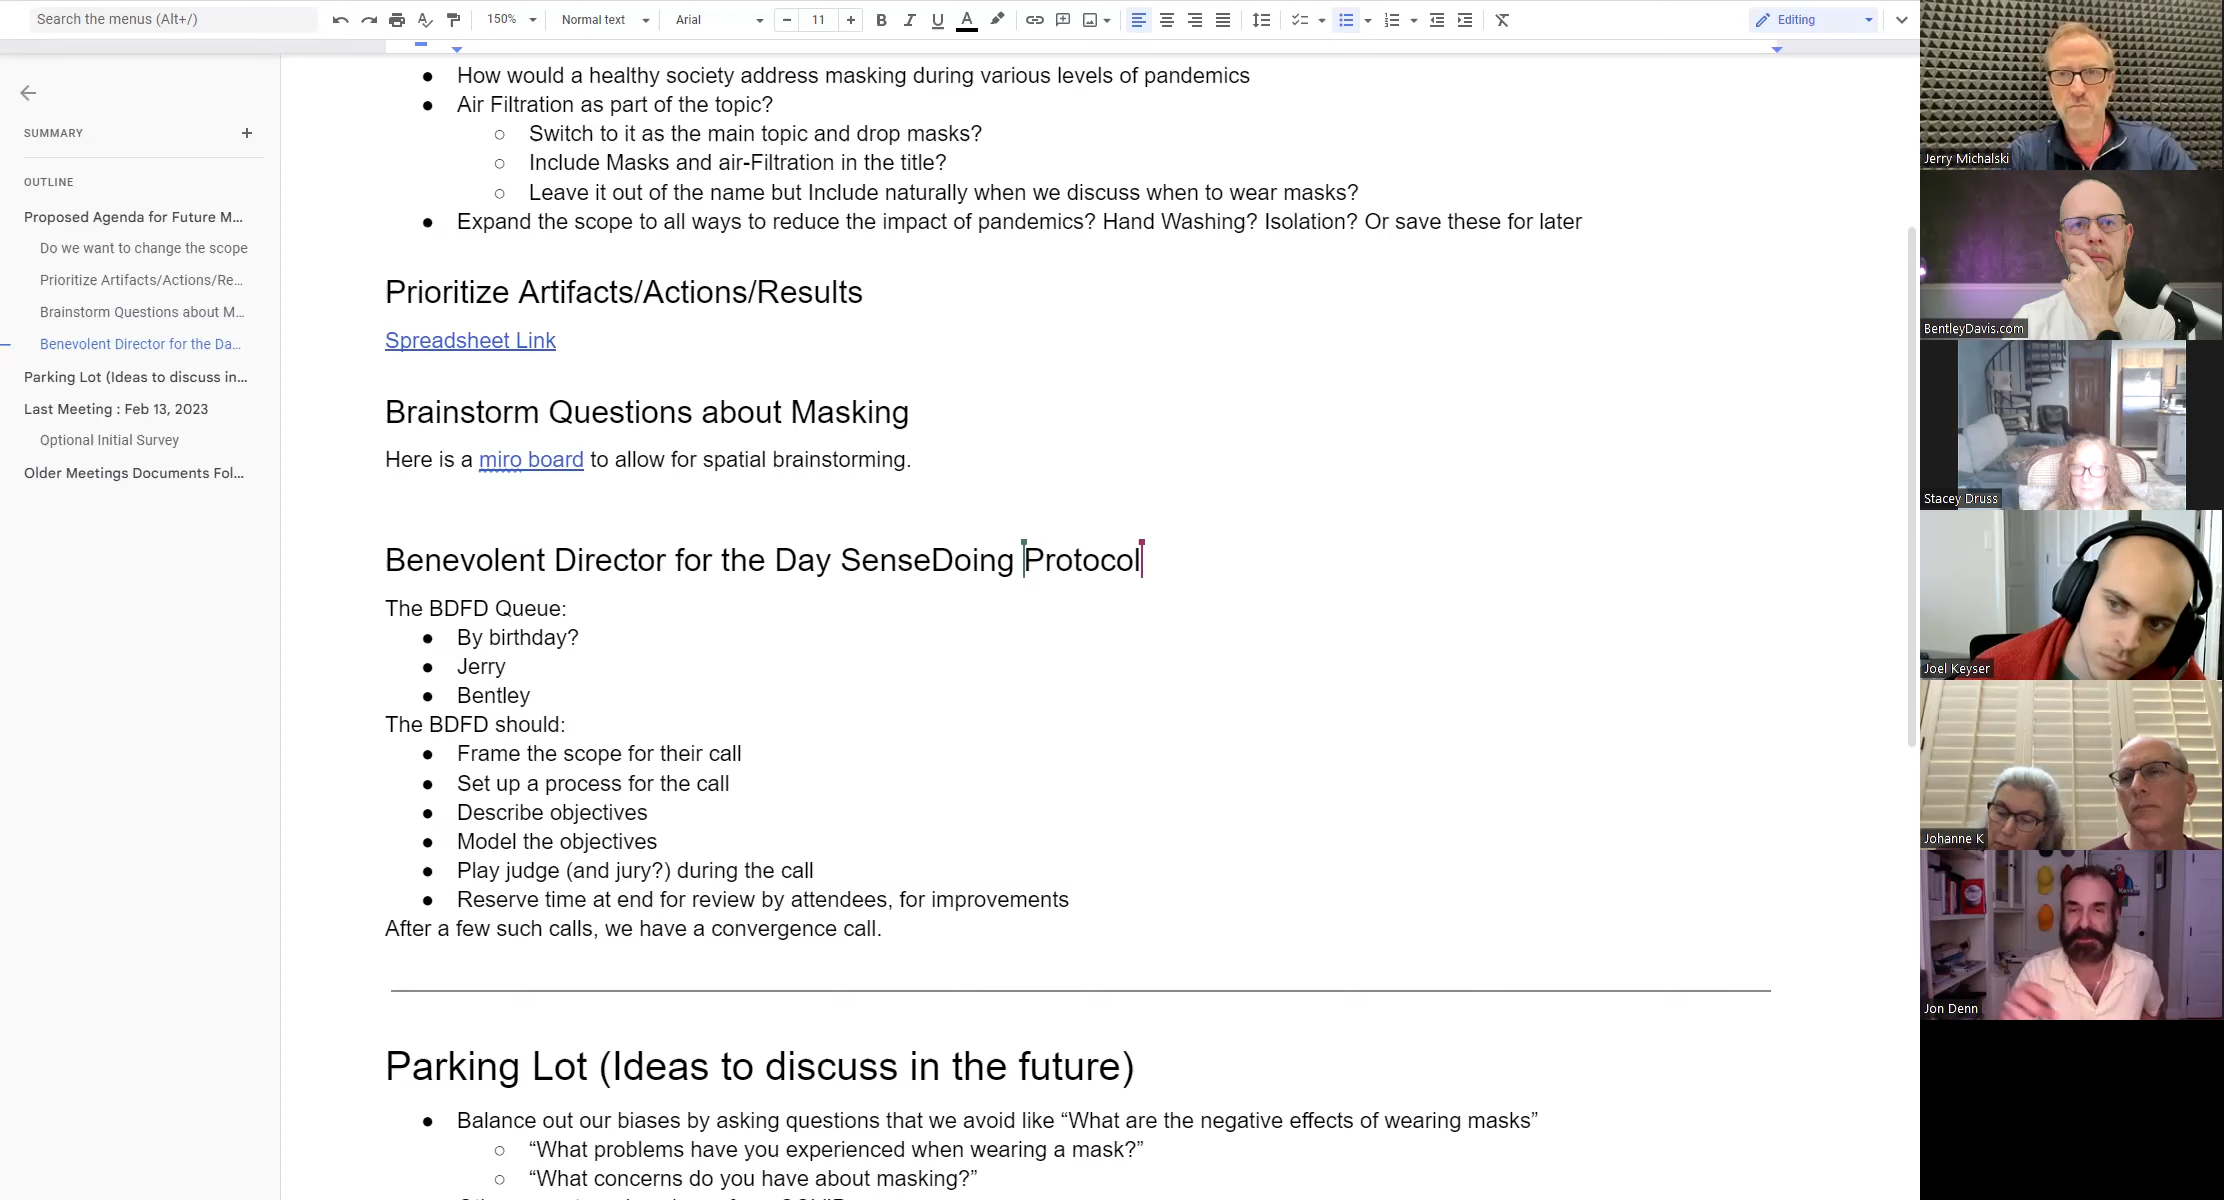 Search the menus (Alt+/)
150%
Normal text
Arial
11
B
I
U
A
Editing
SUMMARY
OUTLINE
Proposed Agenda for Future M...
Do we want to change the scope
Prioritize Artifacts/Actions/Re...
Brainstorm Questions about M...
Benevolent Director for the Da...
Parking Lot (Ideas to discuss in...
Last Meeting : Feb 13, 2023
Optional Initial Survey
Older Meetings Documents Fol...
● How would a healthy society address masking during various levels of pandemics
● Air Filtration as part of the topic?
○ Switch to it as the main topic and drop masks?
○ Include Masks and air-Filtration in the title?
○ Leave it out of the name but Include naturally when we discuss when to wear masks?
● Expand the scope to all ways to reduce the impact of pandemics? Hand Washing? Isolation? Or save these for later
Prioritize Artifacts/Actions/Results
Spreadsheet Link
Brainstorm Questions about Masking
Here is a miro board to allow for spatial brainstorming.
Benevolent Director for the Day SenseDoing Protocol
The BDFD Queue:
● By birthday?
● Jerry
● Bentley
The BDFD should:
● Frame the scope for their call
● Set up a process for the call
● Describe objectives
● Model the objectives
● Play judge (and jury?) during the call
● Reserve time at end for review by attendees, for improvements
After a few such calls, we have a convergence call.
Parking Lot (Ideas to discuss in the future)
● Balance out our biases by asking questions that we avoid like “What are the negative effects of wearing masks”
○ “What problems have you experienced when wearing a mask?”
○ “What concerns do you have about masking?”
Jerry Michalski
BentleyDavis.com
Stacey Druss
Joel Keyser
Johanne K
Jon Denn